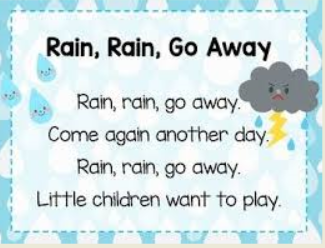 Rain, Rain, Go Away
Rain, rain, go away.
Come again another day.
Rain, rain, go away.
Little children want to play.